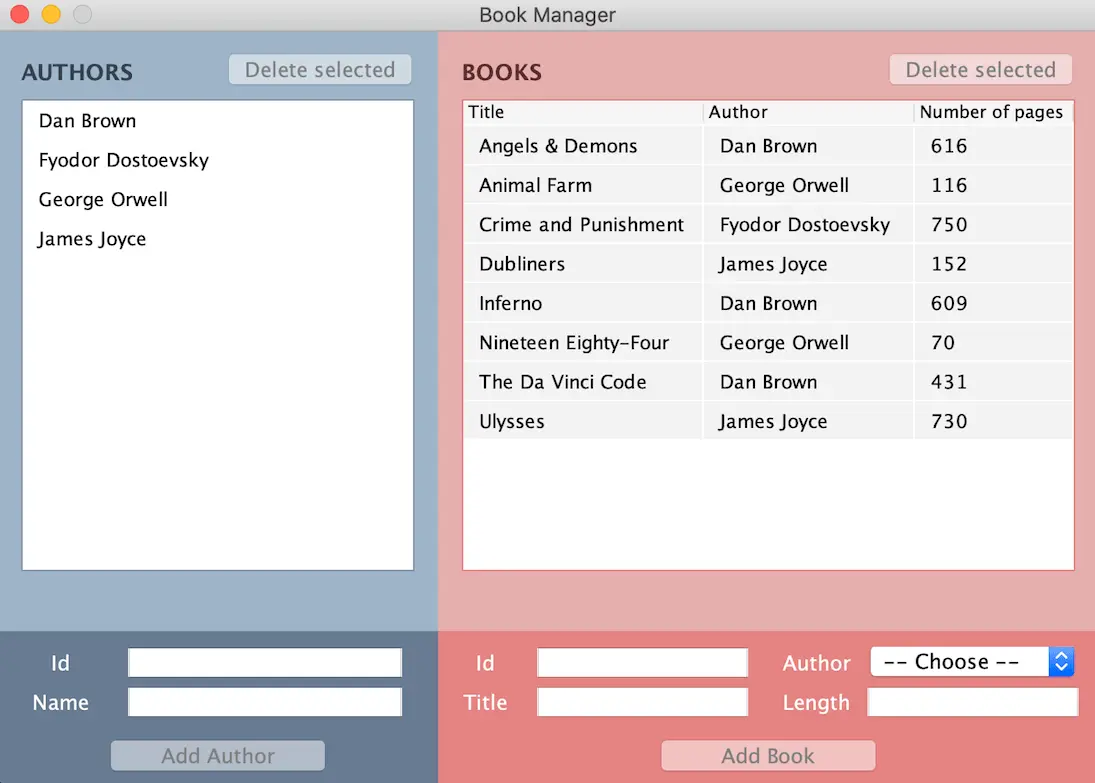 Book Manager
AUTHORS
Delete selected
Dan Brown
Fyodor Dostoevsky
George Orwell
James Joyce
Id
Name
Add Author
BOOKS
Delete selected
Title Author Number of pages
Angels & Demons Dan Brown 616
Animal Farm George Orwell 116
Crime and Punishment Fyodor Dostoevsky 750
Dubliners James Joyce 152
Inferno Dan Brown 609
Nineteen Eighty-Four George Orwell 70
The Da Vinci Code Dan Brown 431
Ulysses James Joyce 730
Id Author -- Choose --
Title Length
Add Book